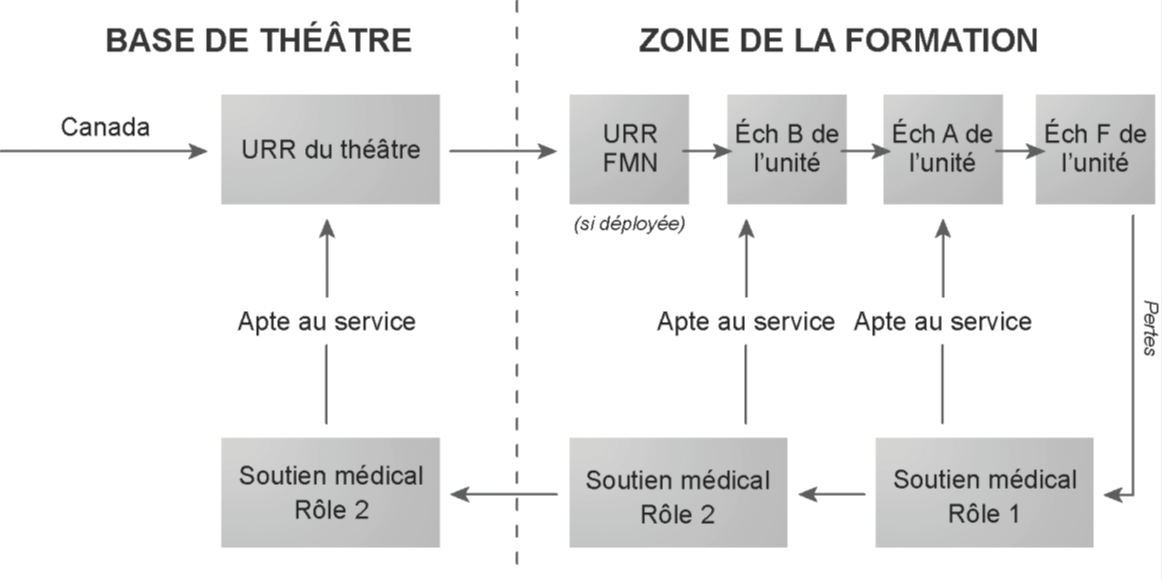 BASE DE THÉÂTRE
ZONE DE LA FORMATION
Canada
URR du théâtre
URR
FMN
(si déployée)
Éch B de
l'unité
Éch A de
l'unité
Éch F de
l'unité
Apte au service
Apte au service
Apte au service
Pertes
Soutien médical
Rôle 2
Soutien médical
Rôle 2
Soutien médical
Rôle 1